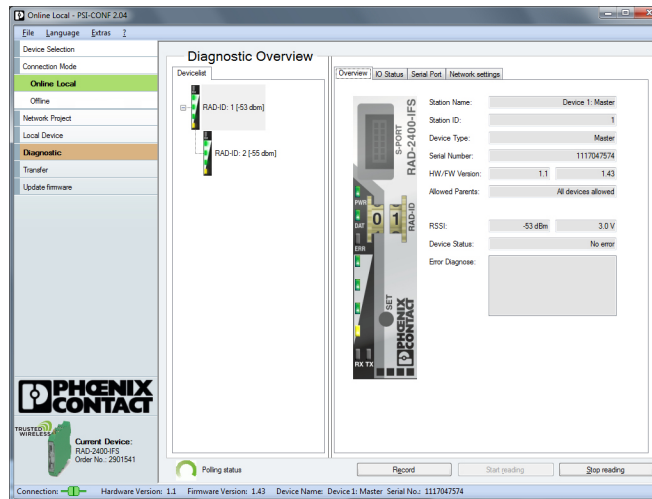 Online Local - PSI-CONF 2.04
File Language Extras ?
Device Selection
Connection Mode
Online Local
Offline
Network Project
Local Device
Diagnostic
Transfer
Update firmware
PHŒNIX
CONTACT
TRUSTED
WIRELESS
Current Device:
RAD-2400-IFS
Order No.: 2901541
Diagnostic Overview
Devicelist
RAD-ID: 1 [-53 dbm]
RAD-ID: 2 [-55 dbm]
Overview IO Status Serial Port Network settings
S-PORT
RAD-2400-IFS
PWR
DAT
ERR
0 1
RAD-ID
SET
PHŒNIX
CONTACT
RX TX
Station Name: Device 1: Master
Station ID: 1
Device Type: Master
Serial Number: 1117047574
HW/FW Version: 1.1 1.43
Allowed Parents: All devices allowed
RSSI: -53 dBm 3.0 V
Device Status: No error
Error Diagnose:
Polling status
Record Start reading Stop reading
Connection: Hardware Version: 1.1 Firmware Version: 1.43 Device Name: Device 1: Master Serial No.: 1117047574